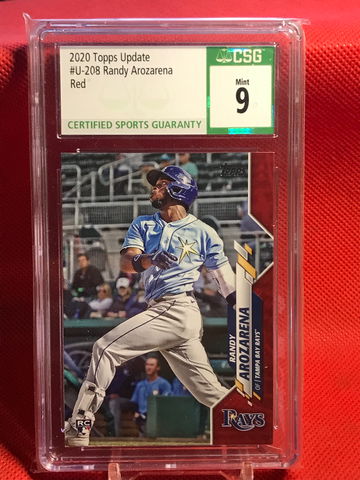 2020 Topps Update
#U-208 Randy Arozarena
Red
CERTIFIED SPORTS GUARANTY
CSG
Mint
9
Topps
RANDY
AROZARENA
OF | TAMPA BAY RAYS
RC
RAYS